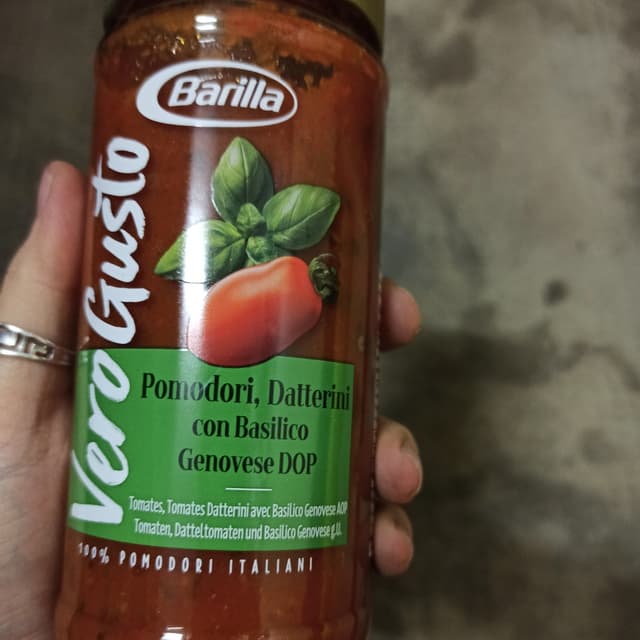 Barilla
Vero Gusto
Pomodori, Datterini
con Basilico
Genovese DOP
Tomates, Tomates Datterini avec Basilico Genovese AOP
Tomaten, Datteltomaten und Basilico Genovese g.U.
100% POMODORI ITALIANI